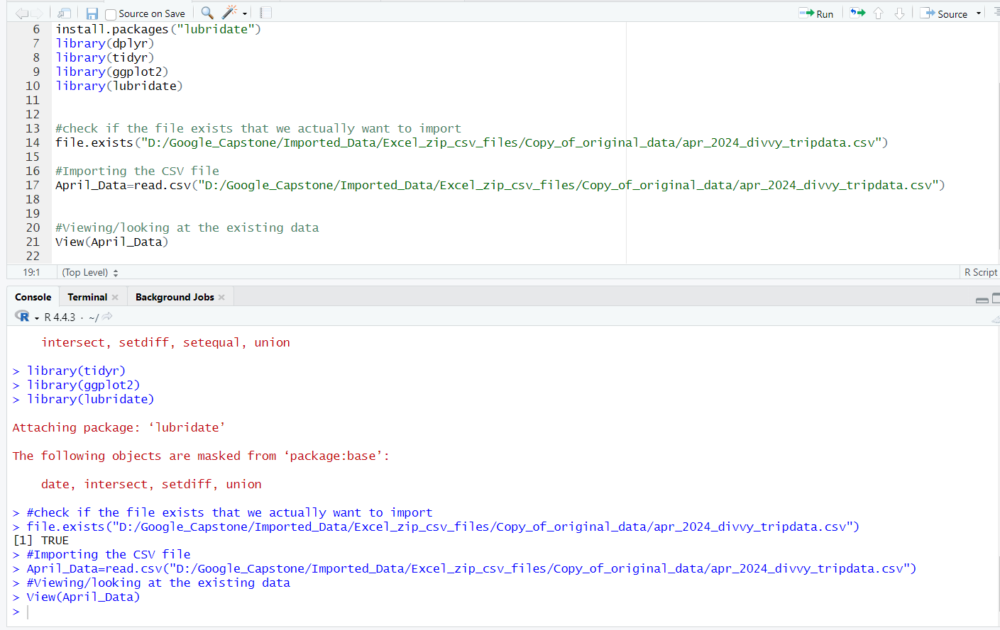 Source on Save
Run
Source
6 install.packages("lubridate")
7 library(dplyr)
8 library(tidyr)
9 library(ggplot2)
10 library(lubridate)
11
12
13 #check if the file exists that we actually want to import
14 file.exists("D:/Google_Capstone/Imported_Data/Excel_zip_csv_files/Copy_of_original_data/apr_2024_divvy_tripdata.csv")
15
16 #Importing the CSV file
17 April_Data=read.csv("D:/Google_Capstone/Imported_Data/Excel_zip_csv_files/Copy_of_original_data/apr_2024_divvy_tripdata.csv")
18
19
20 #Viewing/looking at the existing data
21 View(April_Data)
22
19:1 (Top Level) R Script
Console Terminal Background Jobs
R R 4.4.3 · ~/
intersect, setdiff, setequal, union
> library(tidyr)
> library(ggplot2)
> library(lubridate)
Attaching package: ‘lubridate’
The following objects are masked from ‘package:base’:
date, intersect, setdiff, union
> #check if the file exists that we actually want to import
> file.exists("D:/Google_Capstone/Imported_Data/Excel_zip_csv_files/Copy_of_original_data/apr_2024_divvy_tripdata.csv")
[1] TRUE
> #Importing the CSV file
> April_Data=read.csv("D:/Google_Capstone/Imported_Data/Excel_zip_csv_files/Copy_of_original_data/apr_2024_divvy_tripdata.csv")
> #Viewing/looking at the existing data
> View(April_Data)
>